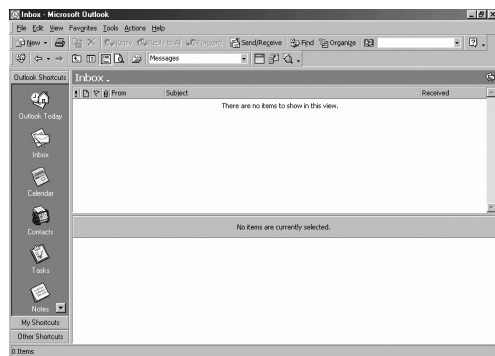 Inbox - Microsoft Outlook
File Edit View Favorites Tools Actions Help
New Reply Reply to All Forward Send/Receive Find Organize
Messages
Outlook Shortcuts
Inbox
! From Subject Received
There are no items to show in this view.
Outlook Today
Inbox
Calendar
Contacts
No items are currently selected.
Tasks
Notes
My Shortcuts
Other Shortcuts
0 Items